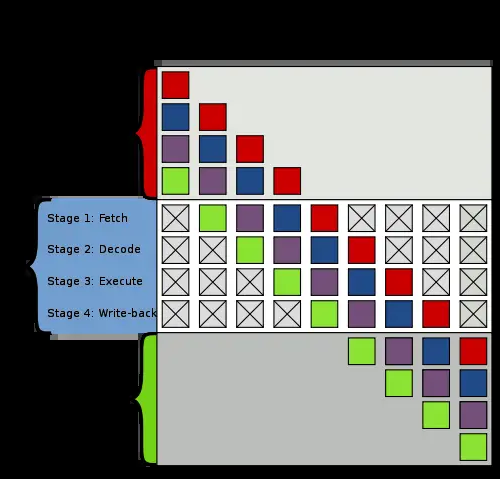 Stage 1: Fetch
Stage 2: Decode
Stage 3: Execute
Stage 4: Write-back